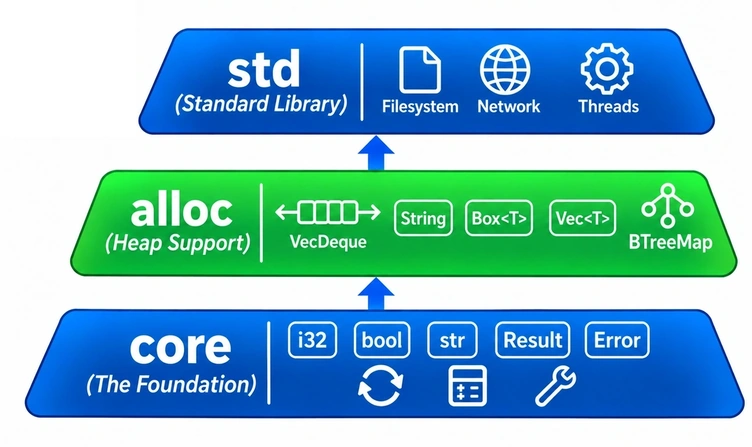 std
(Standard Library)
Filesystem
Network
Threads
alloc
(Heap Support)
VecDeque
String
Box<T>
Vec<T>
BTreeMap
core
(The Foundation)
i32
bool
str
Result
Error